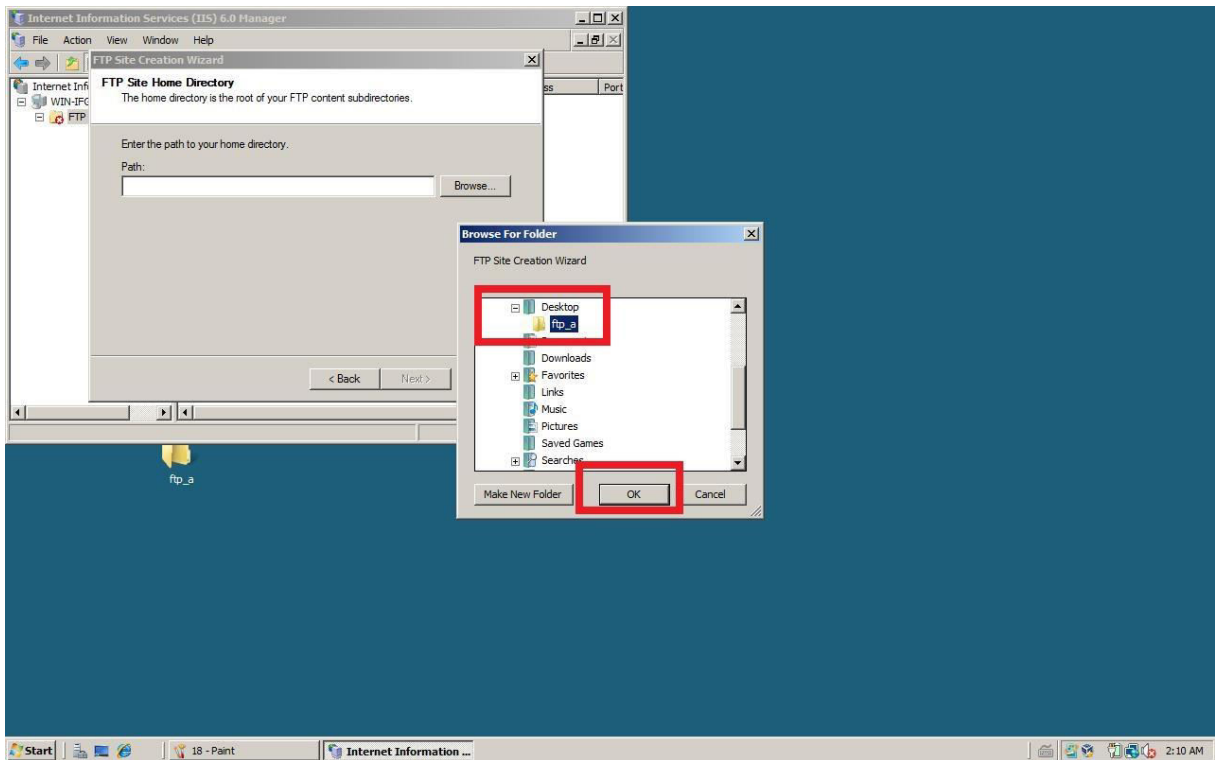 Internet Information Services (IIS) 6.0 Manager
File Action View Window Help
FTP Site Creation Wizard
Internet Inf
ss Port
WIN-IFG
FTP
FTP Site Home Directory
The home directory is the root of your FTP content subdirectories.
Enter the path to your home directory.
Path:
Browse...
< Back Next >
Browse For Folder
FTP Site Creation Wizard
Desktop
ftp_a
Downloads
Favorites
Links
Music
Pictures
Saved Games
Searches
Make New Folder OK Cancel
ftp_a
Start 18 - Paint Internet Information ... 2:10 AM